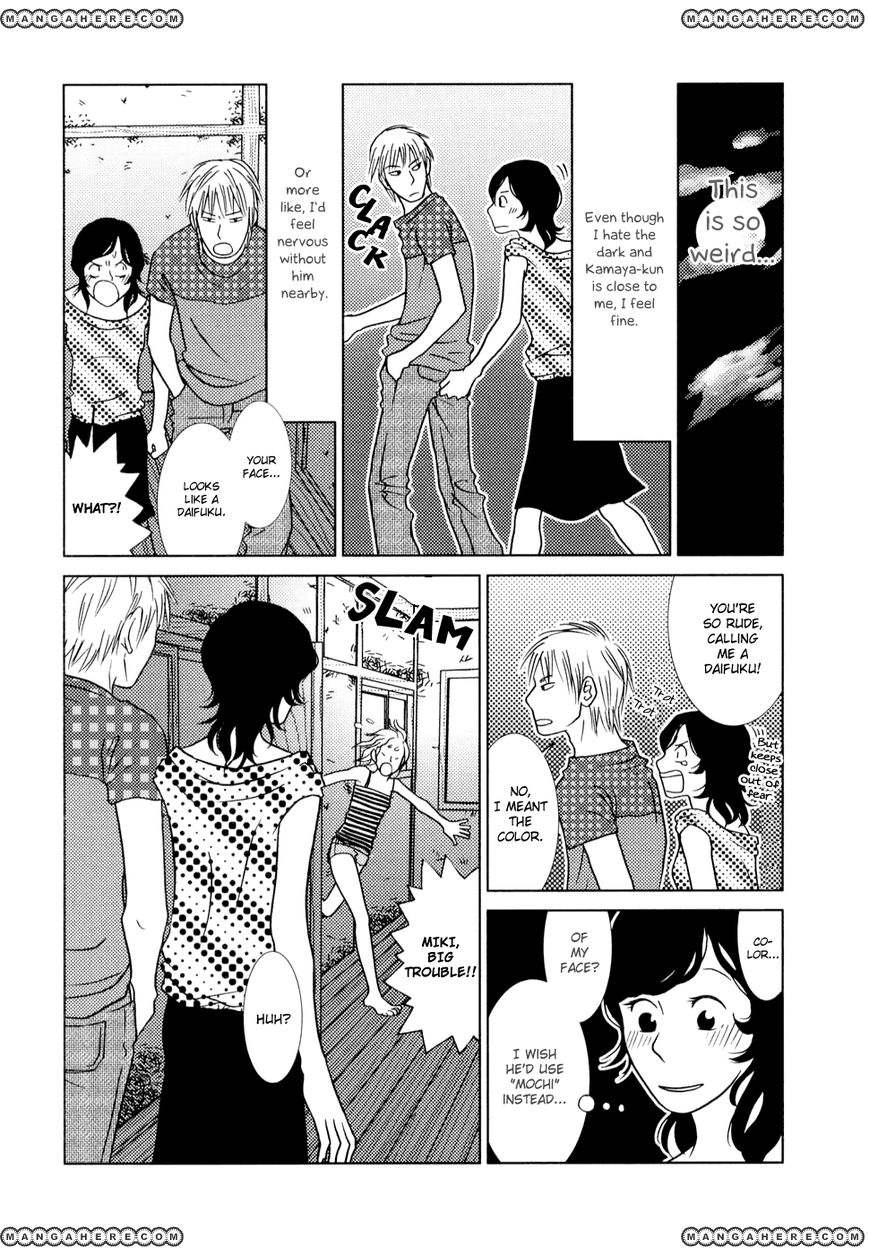 MANGAHERE.COM
MANGAHERE.COM
This
is so
weird...
Even though
I hate the
dark and
Kamaya-kun
is close to
me, I feel
fine.
CLACK
Or
more
like, I'd
feel
nervous
without
him
nearby.
YOUR
FACE...
LOOKS
LIKE A
DAIFUKU.
WHAT?!
YOU'RE
SO RUDE,
CALLING
ME A
DAIFUKU!
Trot
Trot
But
keeps
close
out of
fear
NO,
I MEANT
THE
COLOR.
CO-
LOR...
OF
MY
FACE?
I WISH
HE'D USE
"MOCHI"
INSTEAD...
SLAM
MIKI,
BIG
TROUBLE!!
HUH?
MANGAHERE.COM
MANGAHERE.COM